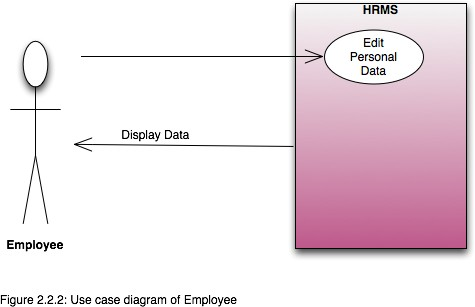 HRMS
Edit
Personal
Data
Display Data
Employee
Figure 2.2.2: Use case diagram of Employee